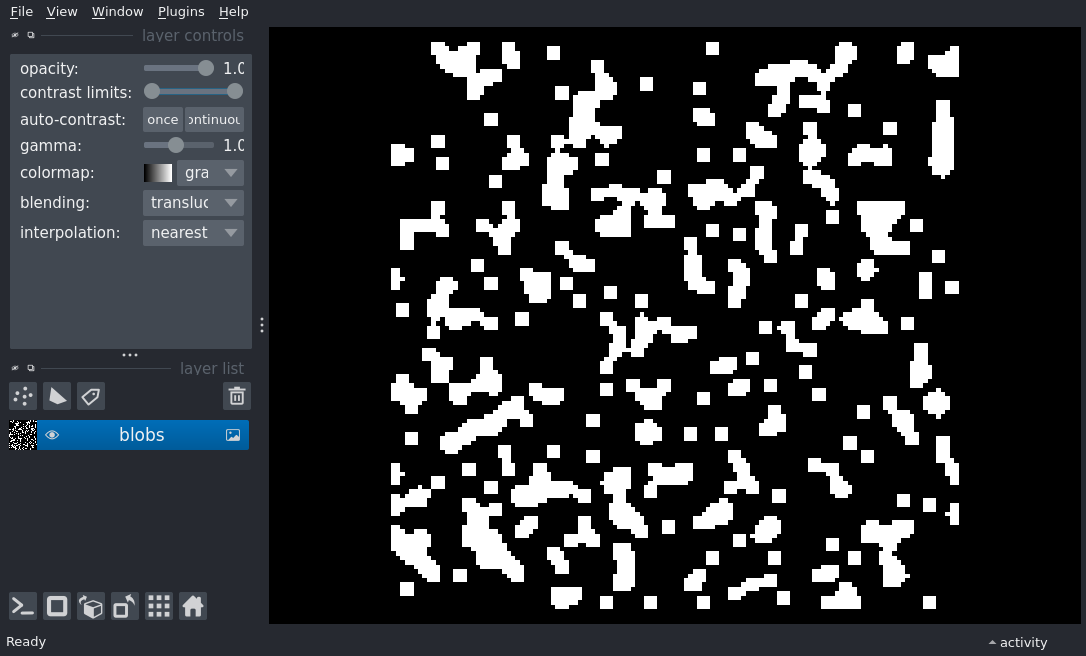 File View Window Plugins Help
layer controls
opacity: 1.0
contrast limits:
auto-contrast: once ontinuou
gamma: 1.0
colormap: gra
blending: transluc
interpolation: nearest
layer list
blobs
Ready
activity